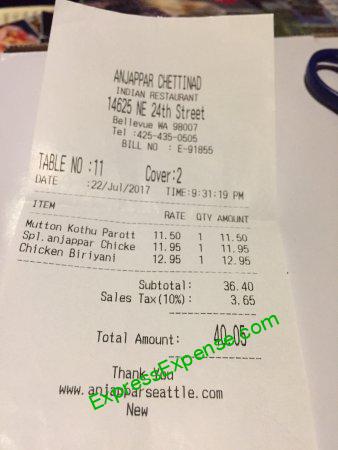 ANJAPPAR CHETTINAD
INDIAN RESTAURANT
14625 NE 24th Street
Bellevue WA 98007
Tel :425-435-0505
BILL NO : E-91855
TABLE NO :11 Cover:2
DATE :22/Jul/2017 TIME:9:31:19 PM
ITEM RATE QTY AMOUNT
Mutton Kothu Parott 11.50 1 11.50
Spl.anjappar Chicke 11.95 1 11.95
Chicken Biriyani 12.95 1 12.95
Subtotal: 36.40
Sales Tax(10%): 3.65
Total Amount: 40.05
Thank You
www.anjapparseattle.com
New
ExpressExpense.com